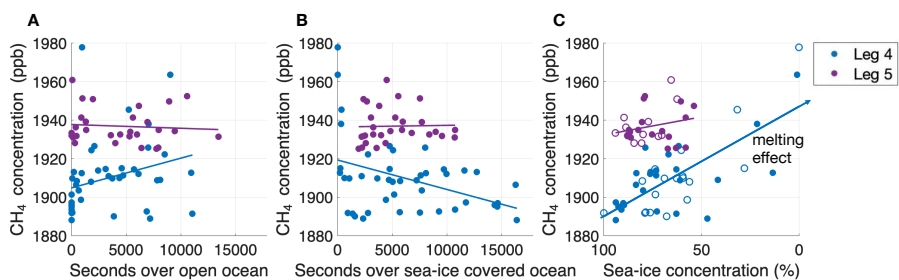 A
CH4 concentration (ppb)
1980
1960
1940
1920
1900
1880
0
5000
10000
15000
Seconds over open ocean
B
CH4 concentration (ppb)
1980
1960
1940
1920
1900
1880
0
5000
10000
15000
Seconds over sea-ice covered ocean
C
CH4 concentration (ppb)
1980
1960
1940
1920
1900
1880
100
50
0
Sea-ice concentration (%)
melting
effect
Leg 4
Leg 5